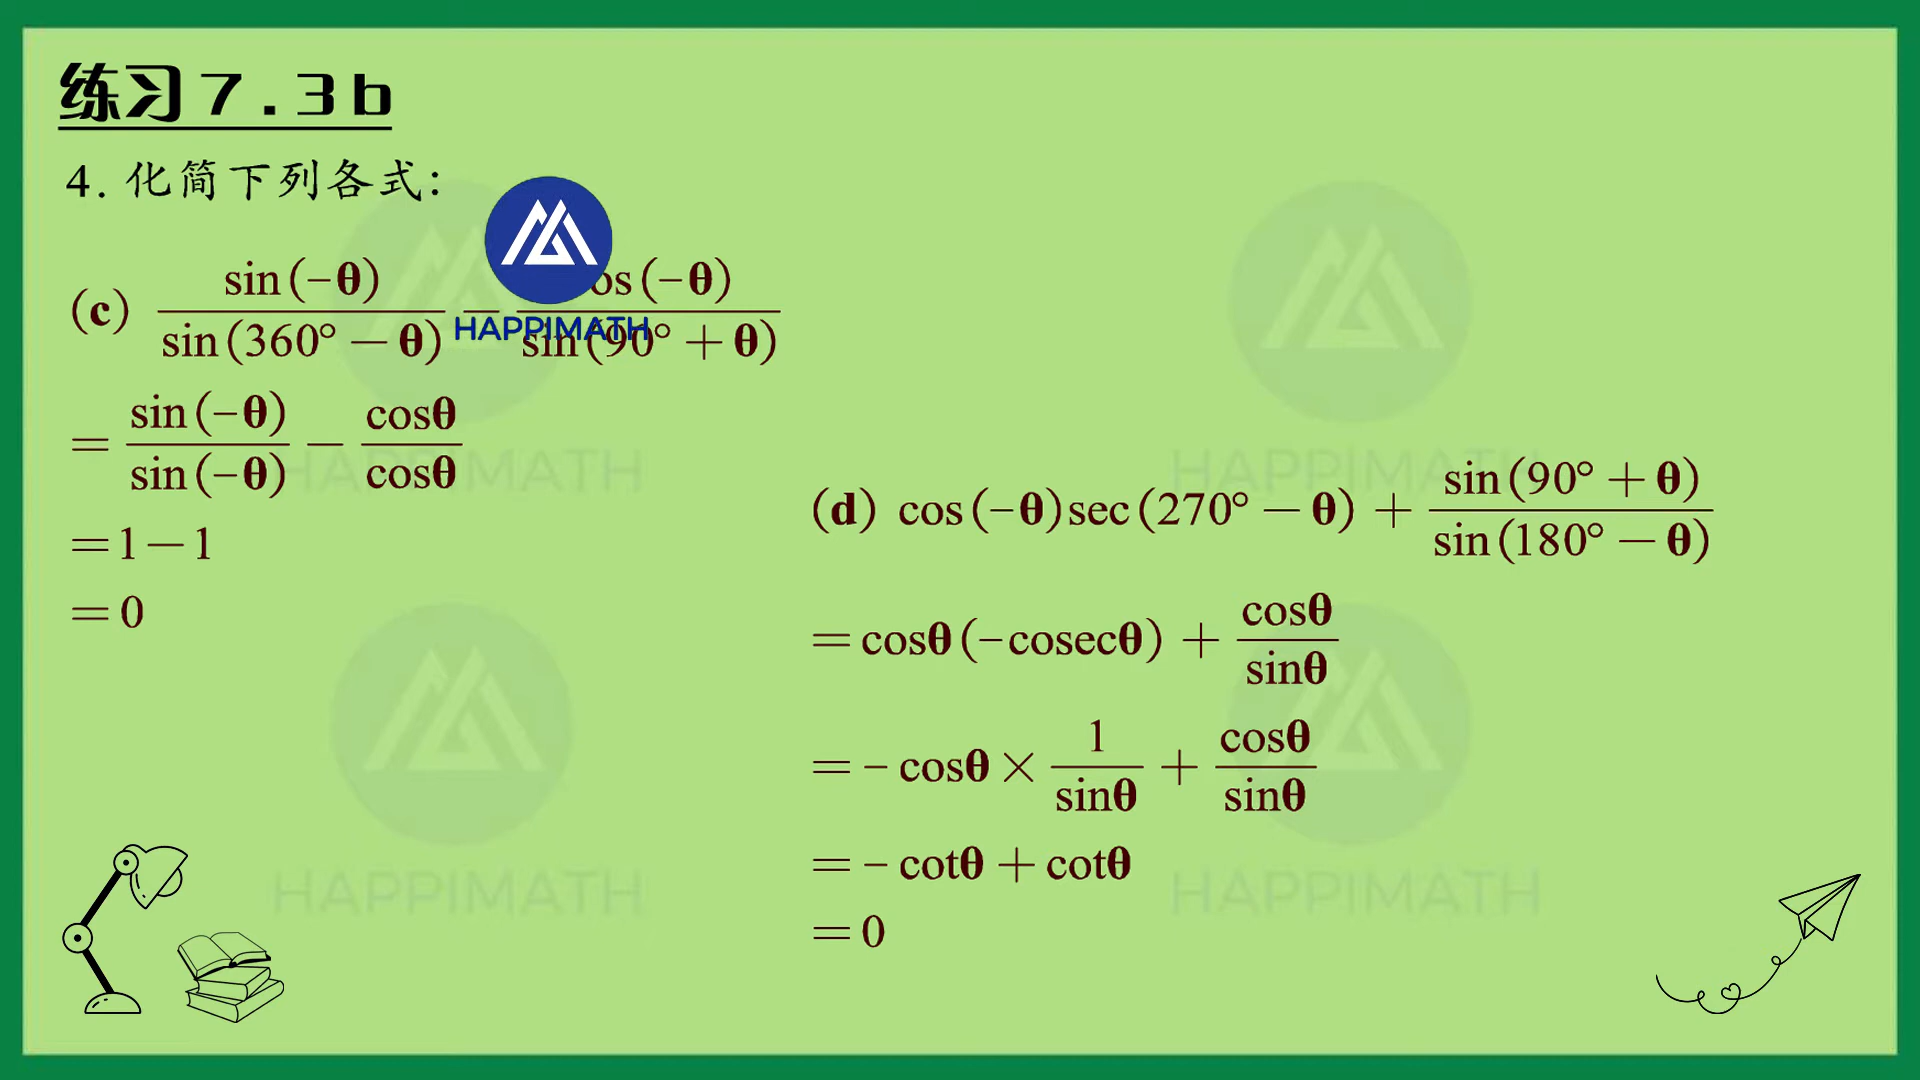 练习7.3b
4. 化简下列各式:
(c) sin(-θ)/sin(360° - θ) - os(-θ)/sin(90° + θ)
HAPPIMATH
= sin(-θ)/sin(-θ) - cosθ/cosθ
= 1 - 1
= 0
(d) cos(-θ)sec(270° - θ) + sin(90° + θ)/sin(180° - θ)
= cosθ(-cosecθ) + cosθ/sinθ
= - cosθ × 1/sinθ + cosθ/sinθ
= - cotθ + cotθ
= 0
HAPPIMATH
HAPPIMATH
HAPPIMATH
HAPPIMATH